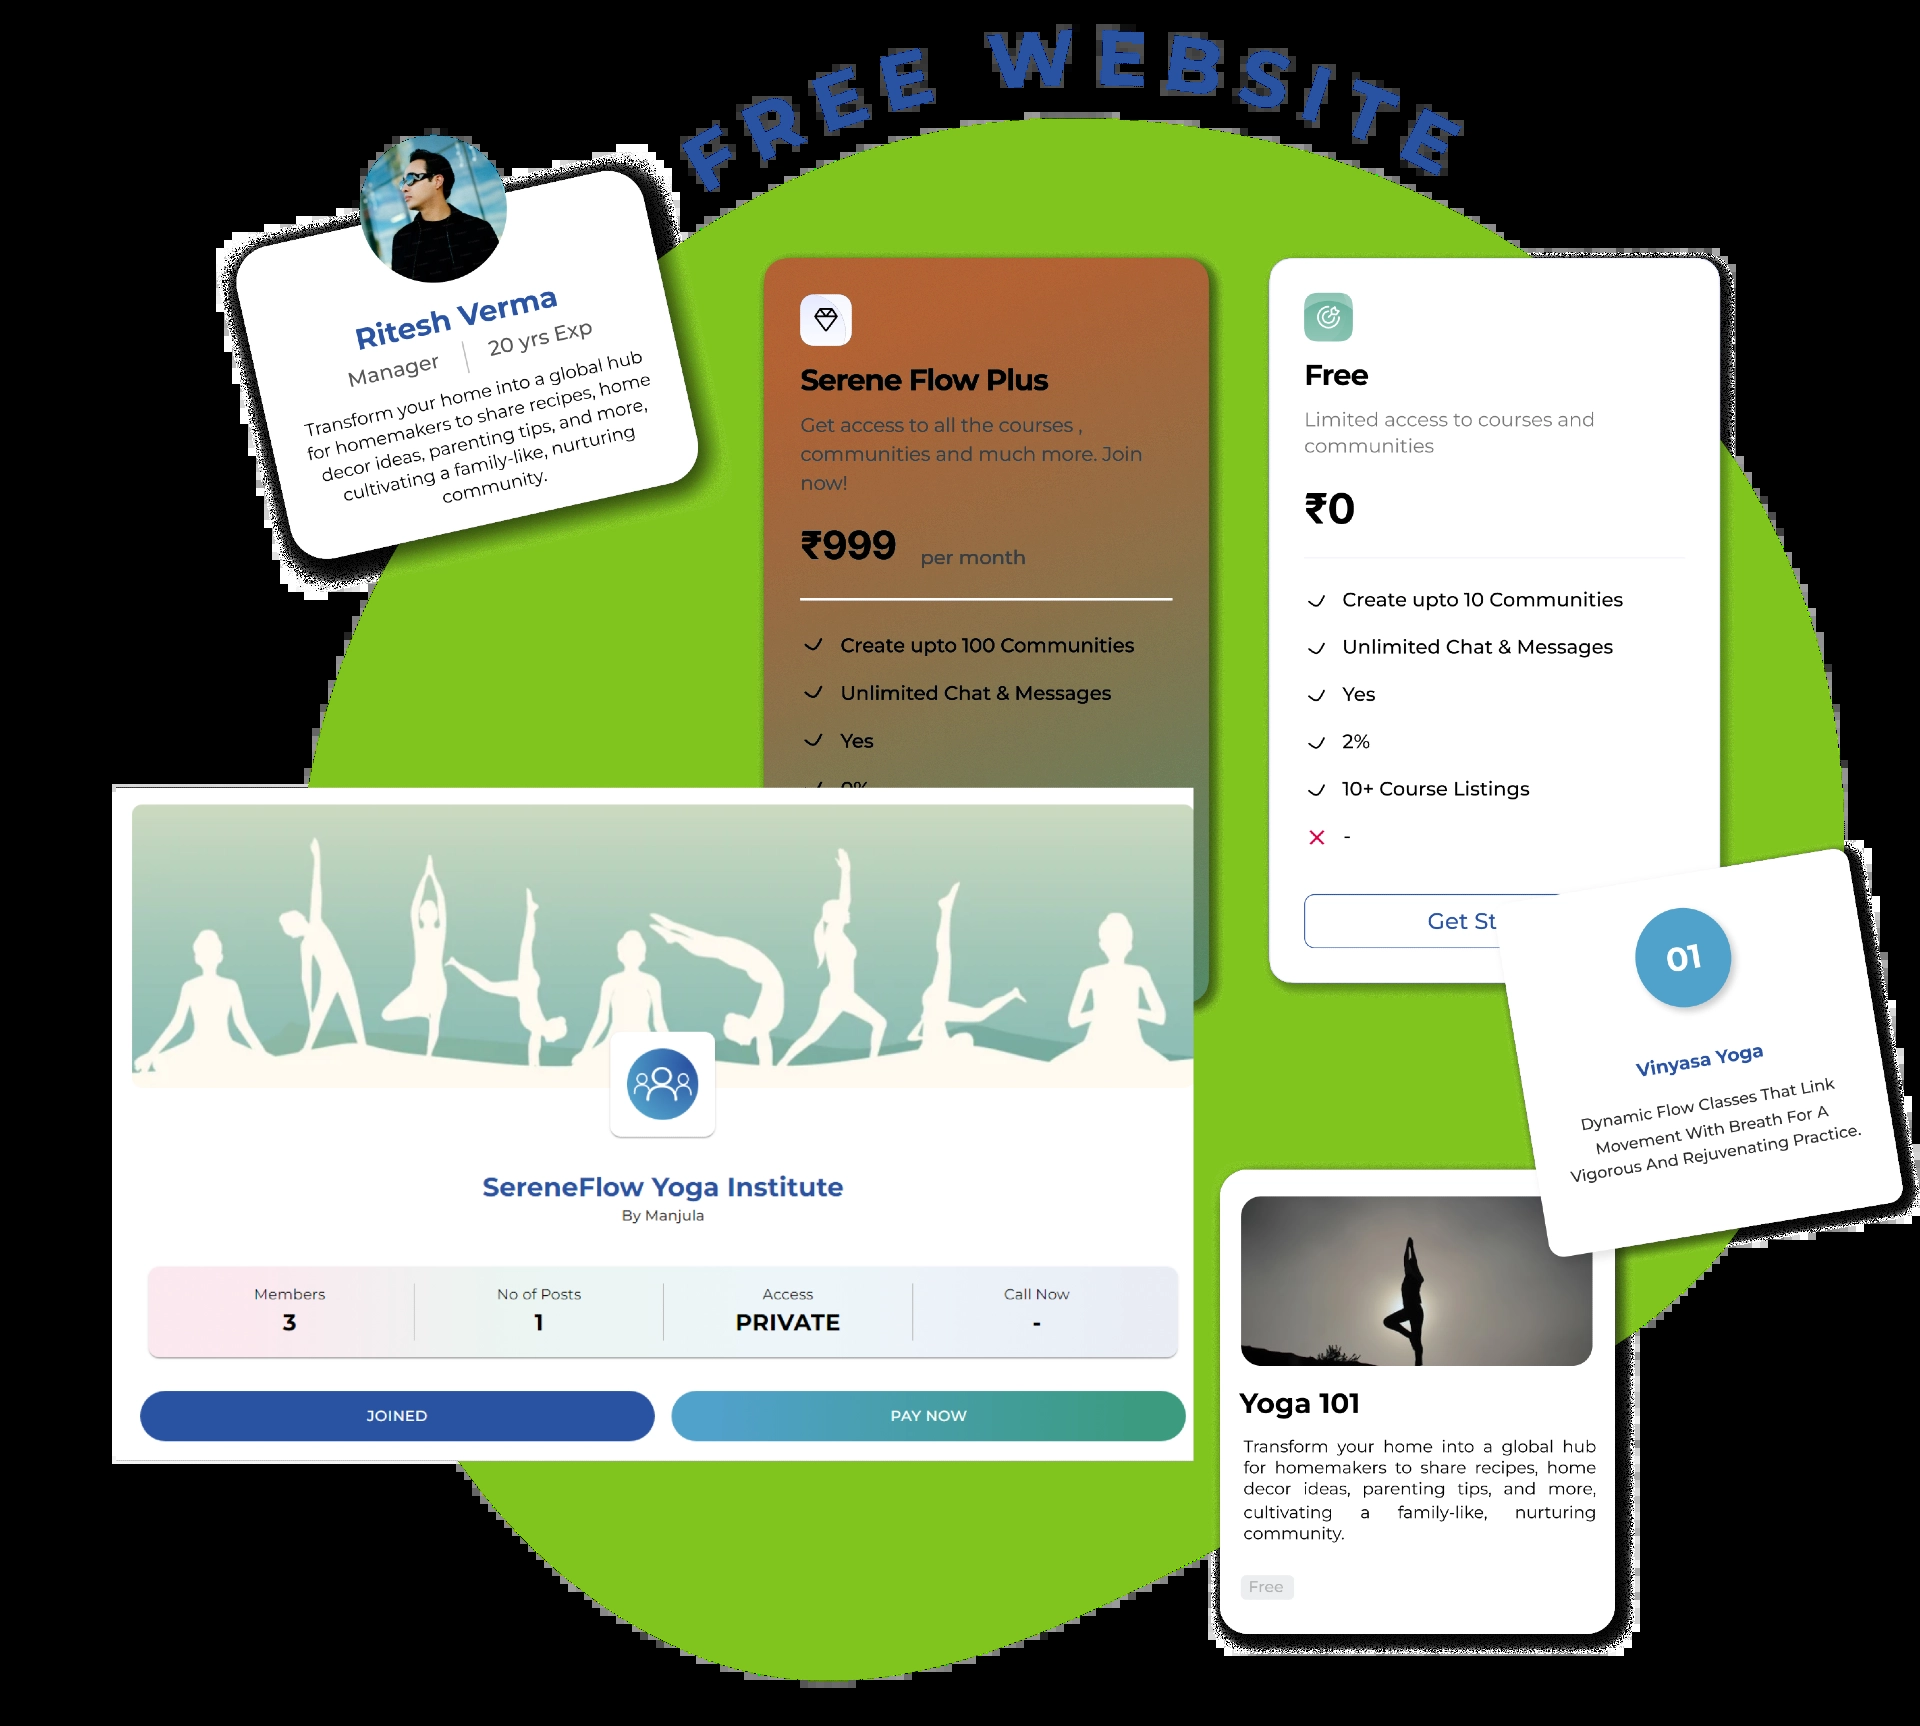 FREE WEBSITE
Ritesh Verma
Manager
20 yrs Exp
Transform your home into a global hub
for homemakers to share recipes, home
decor ideas, parenting tips, and more,
cultivating a family-like, nurturing
community.
Serene Flow Plus
Get access to all the courses ,
communities and much more. Join
now!
₹999 per month
Create upto 100 Communities
Unlimited Chat & Messages
Yes
Free
Limited access to courses and
communities
₹0
Create upto 10 Communities
Unlimited Chat & Messages
Yes
2%
10+ Course Listings
-
Get St
01
Vinyasa Yoga
Dynamic Flow Classes That Link
Movement With Breath For A
Vigorous And Rejuvenating Practice.
SereneFlow Yoga Institute
By Manjula
Members
3
No of Posts
1
Access
PRIVATE
Call Now
-
JOINED
PAY NOW
Yoga 101
Transform your home into a global hub
for homemakers to share recipes, home
decor ideas, parenting tips, and more,
cultivating a family-like, nurturing
community.
Free